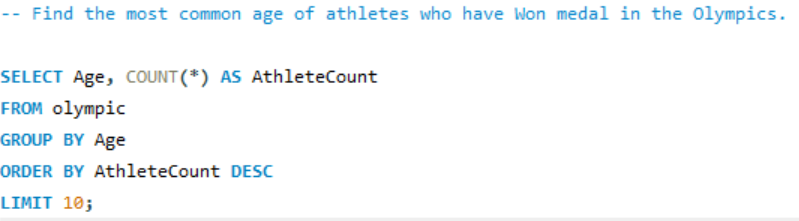 -- Find the most common age of athletes who have Won medal in the Olympics.
SELECT Age, COUNT(*) AS AthleteCount
FROM olympic
GROUP BY Age
ORDER BY AthleteCount DESC
LIMIT 10;